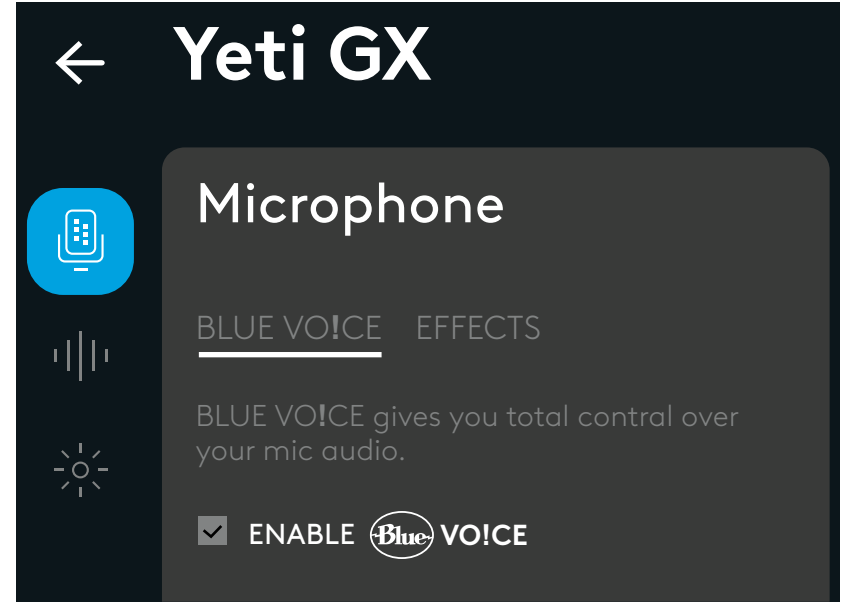 Yeti GX
Microphone
BLUE VO!CE EFFECTS
BLUE VO!CE gives you total contral over
your mic audio.
ENABLE Blue VO!CE